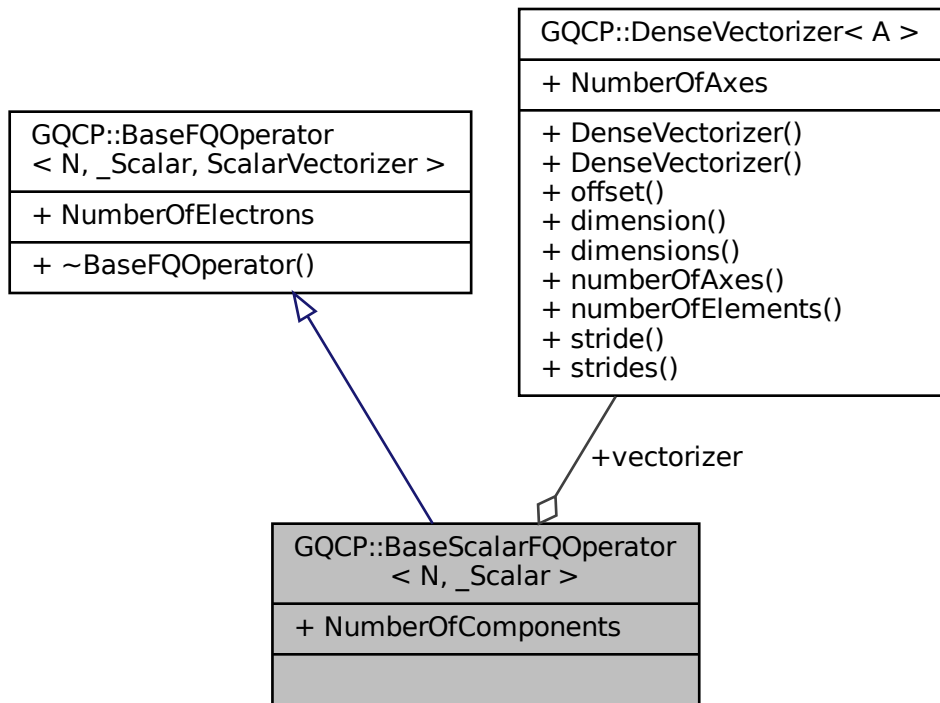 GQCP::DenseVectorizer< A >
+ NumberOfAxes
+ DenseVectorizer()
+ DenseVectorizer()
+ offset()
+ dimension()
+ dimensions()
+ numberOfAxes()
+ numberOfElements()
+ stride()
+ strides()
GQCP::BaseFQOperator
< N, _Scalar, ScalarVectorizer >
+ NumberOfElectrons
+ ~BaseFQOperator()
+vectorizer
GQCP::BaseScalarFQOperator
< N, _Scalar >
+ NumberOfComponents